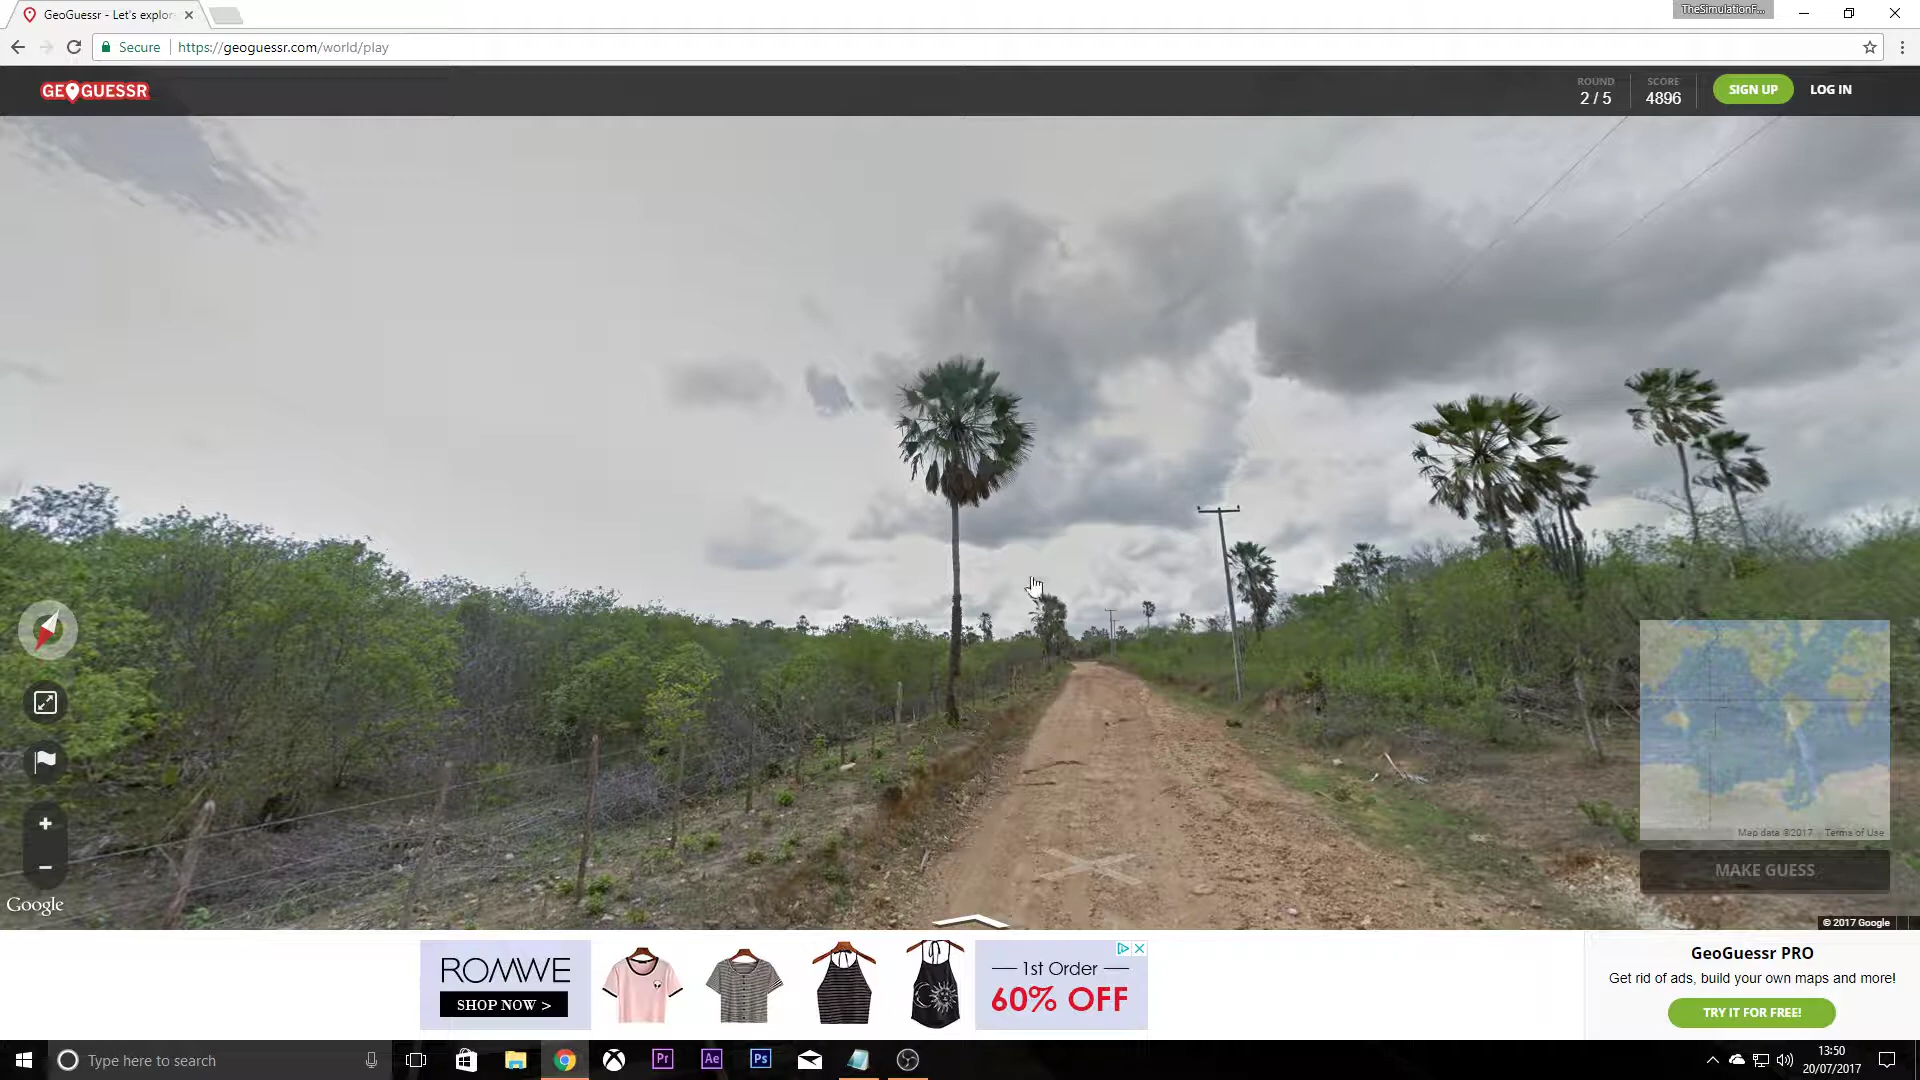 GeoGuessr - Let's explor
TheSimulationF...
Secure
https://geoguessr.com/world/play
GEOGUESSR
ROUND
2 / 5
SCORE
4896
SIGN UP
LOG IN
Map data ©2017
Terms of Use
MAKE GUESS
Google
© 2017 Google
ROMWE
SHOP NOW >
1st Order
60% OFF
GeoGuessr PRO
Get rid of ads, build your own maps and more!
TRY IT FOR FREE!
Type here to search
Pr
Ae
Ps
13:50
20/07/2017